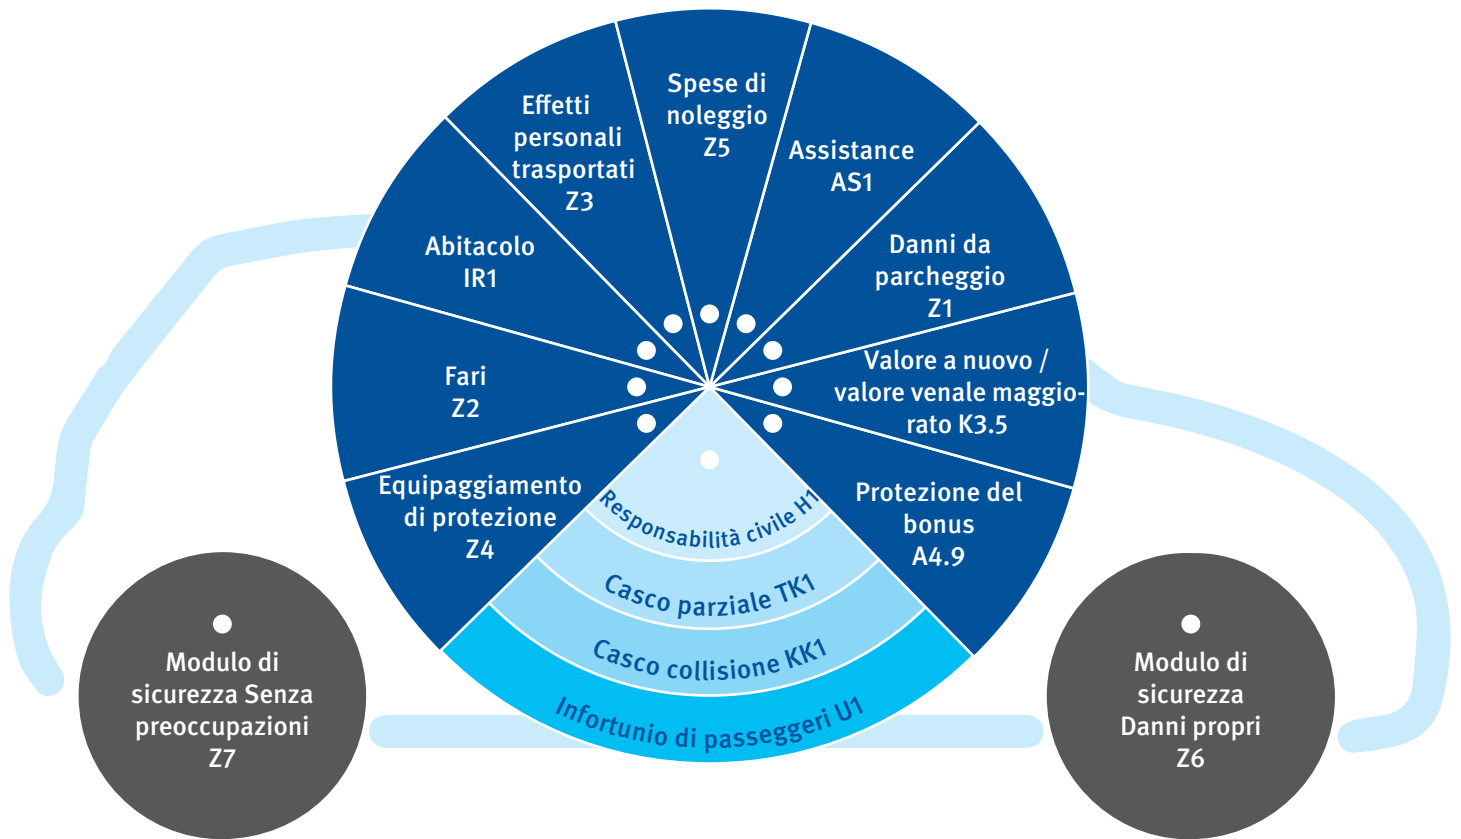 Spese di
noleggio
Z5
Effetti
personali
trasportati
Z3
Assistance
AS1
Abitacolo
IR1
Danni da
parcheggio
Z1
Fari
Z2
Valore a nuovo /
valore venale maggio-
rato K3.5
Equipaggiamento
di protezione
Z4
Protezione del
bonus
A4.9
Responsabilità civile H1
Casco parziale TK1
Casco collisione KK1
Infortunio di passeggeri U1
Modulo di
sicurezza Senza
preoccupazioni
Z7
Modulo di
sicurezza
Danni propri
Z6